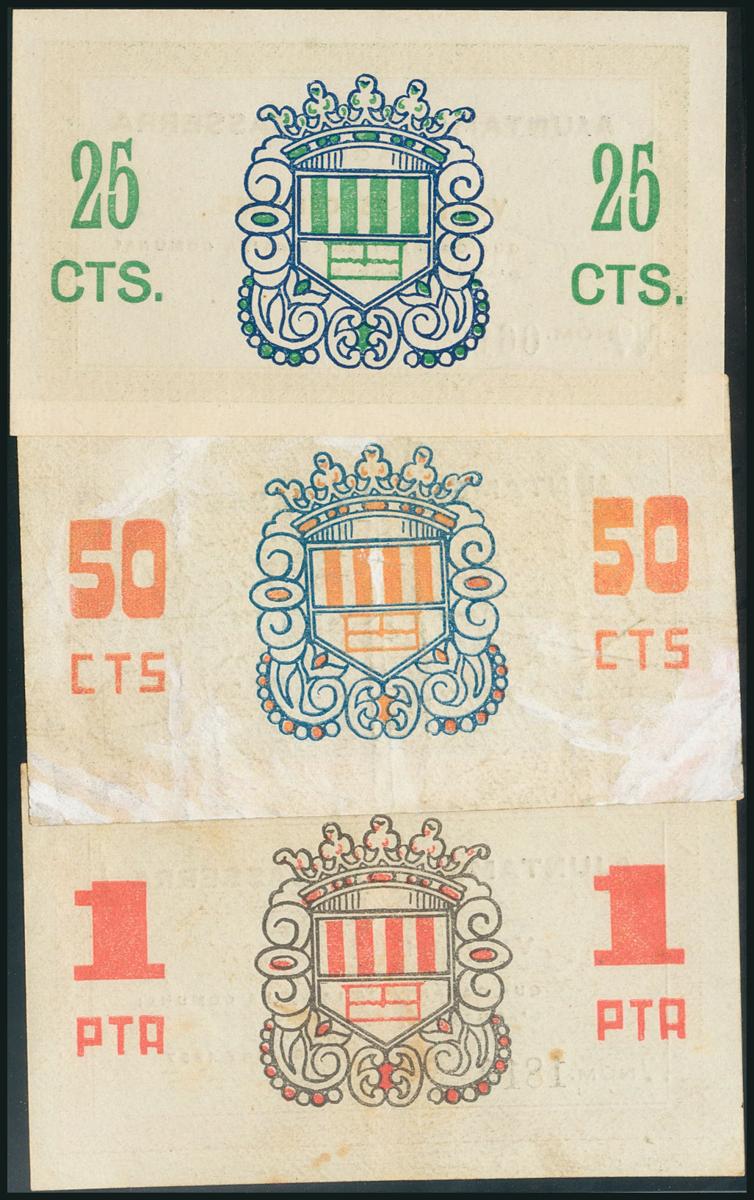 25 25
CTS. CTS.
50 50
CTS CTS
1 1
PTA PTA